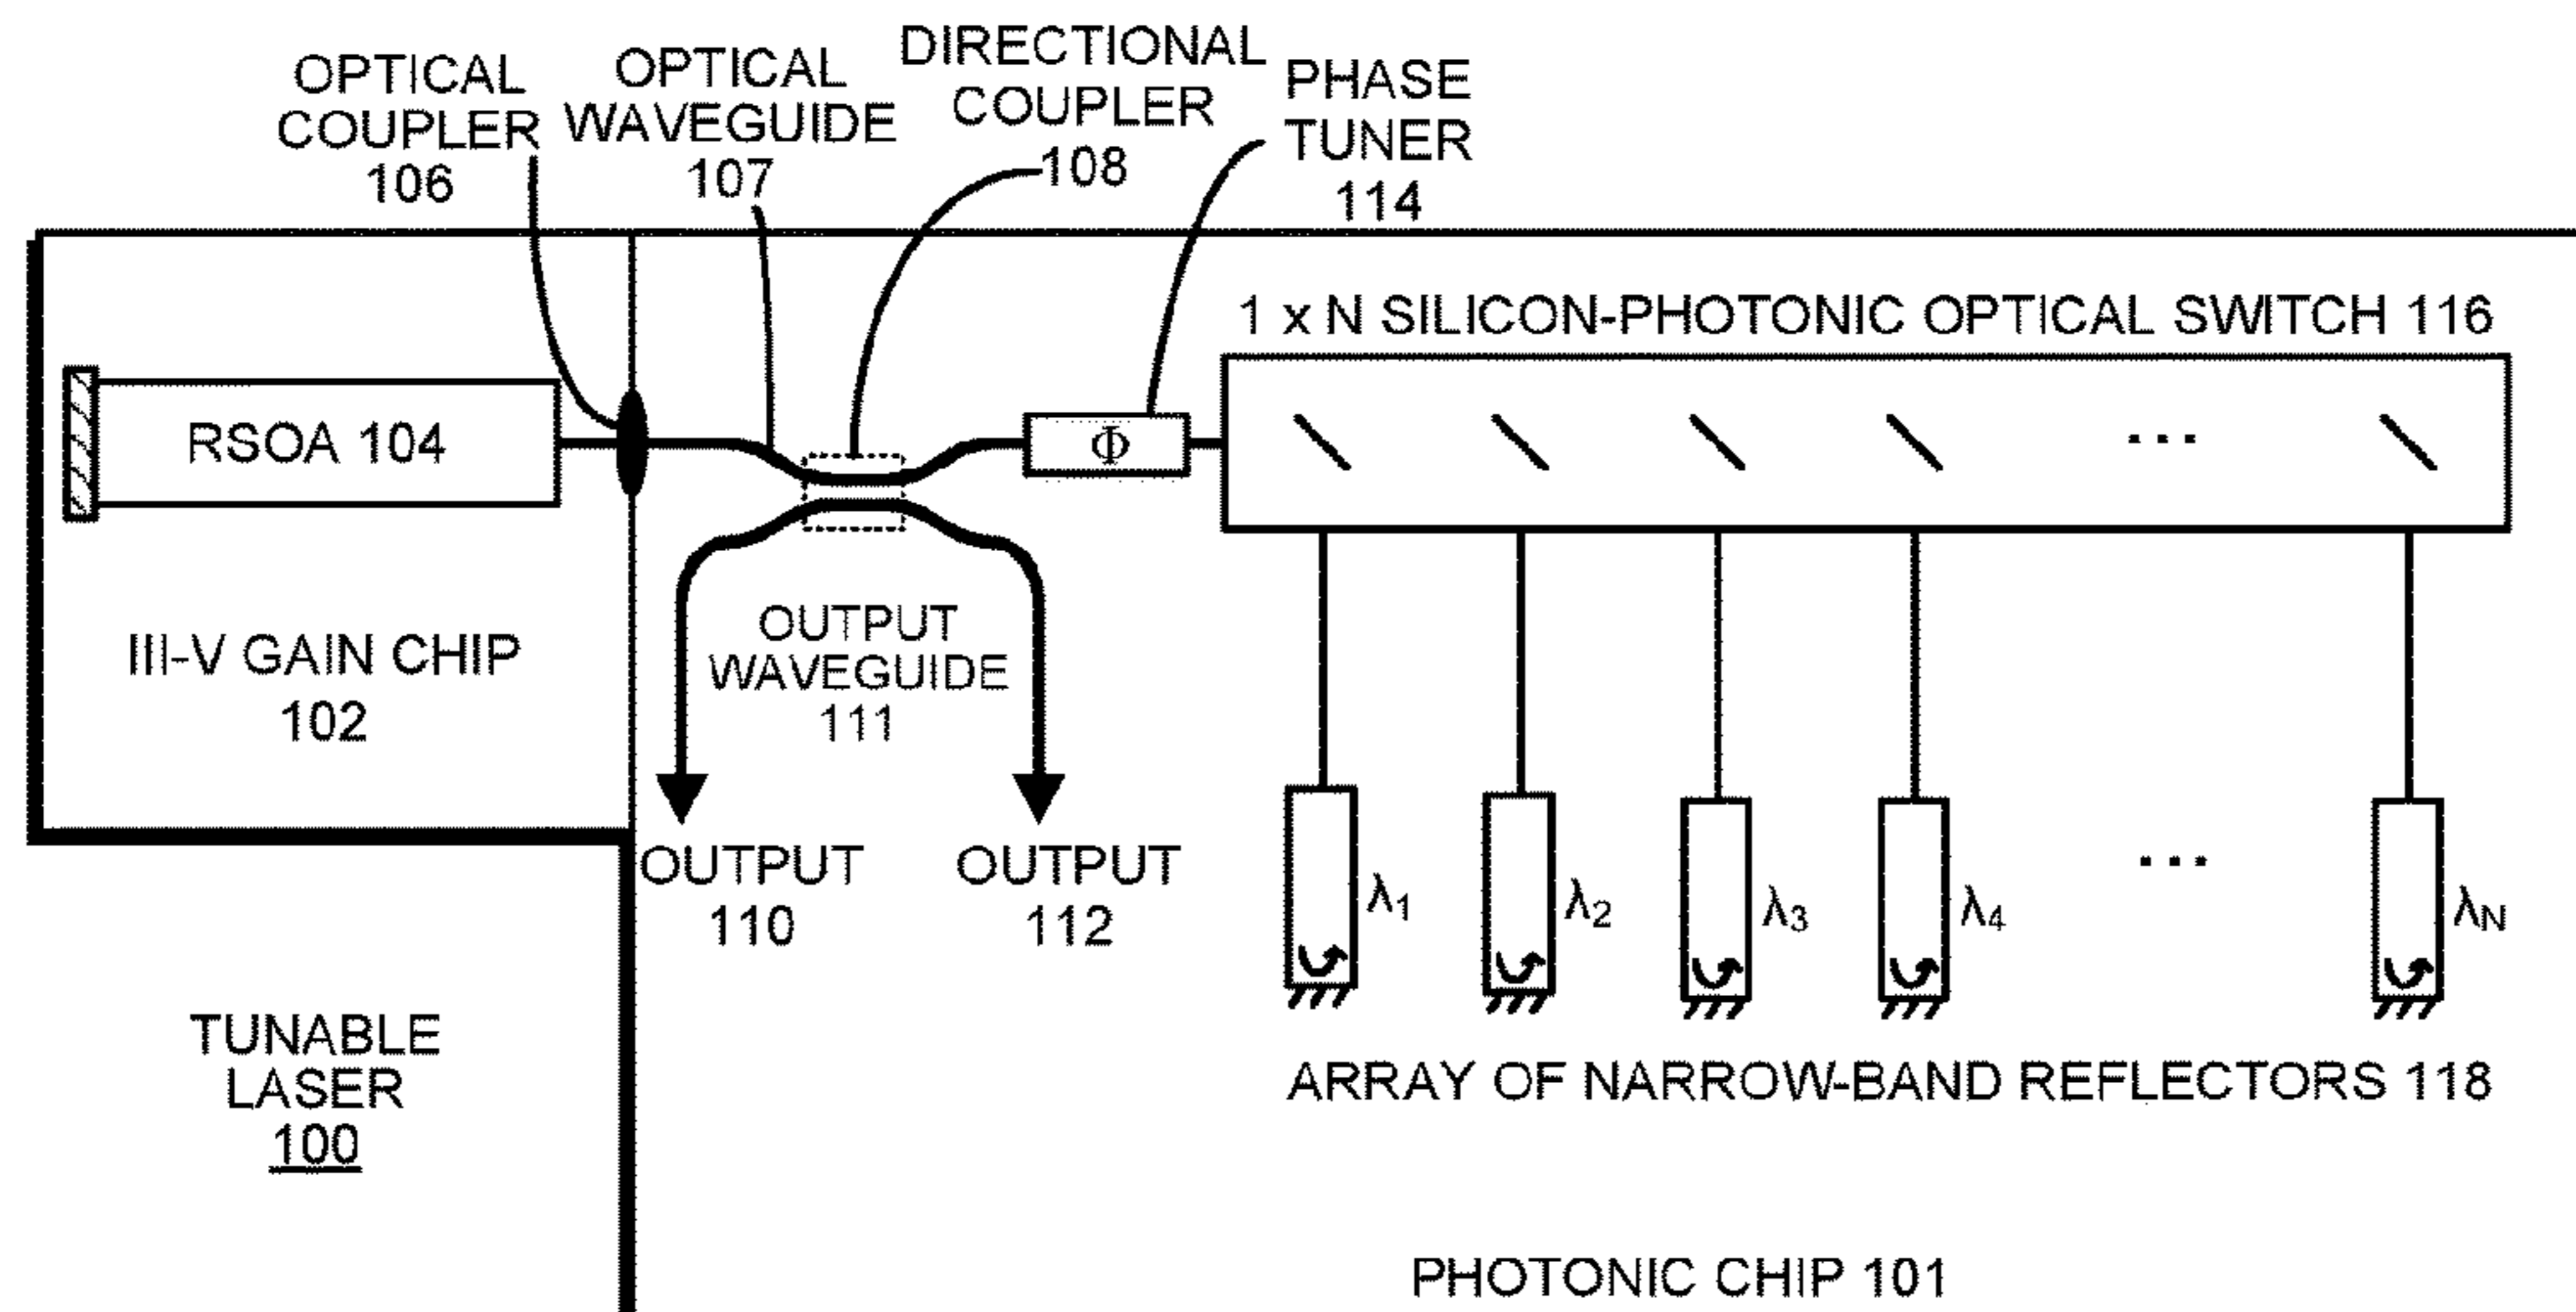 OPTICAL
COUPLER
106
OPTICAL
WAVEGUIDE
107
DIRECTIONAL
COUPLER
108
PHASE
TUNER
114
1 x N SILICON-PHOTONIC OPTICAL SWITCH 116
RSOA 104
Φ
...
III-V GAIN CHIP
102
OUTPUT
WAVEGUIDE
111
OUTPUT
110
OUTPUT
112
λ1
λ2
λ3
λ4
...
λN
TUNABLE
LASER
100
ARRAY OF NARROW-BAND REFLECTORS 118
PHOTONIC CHIP 101